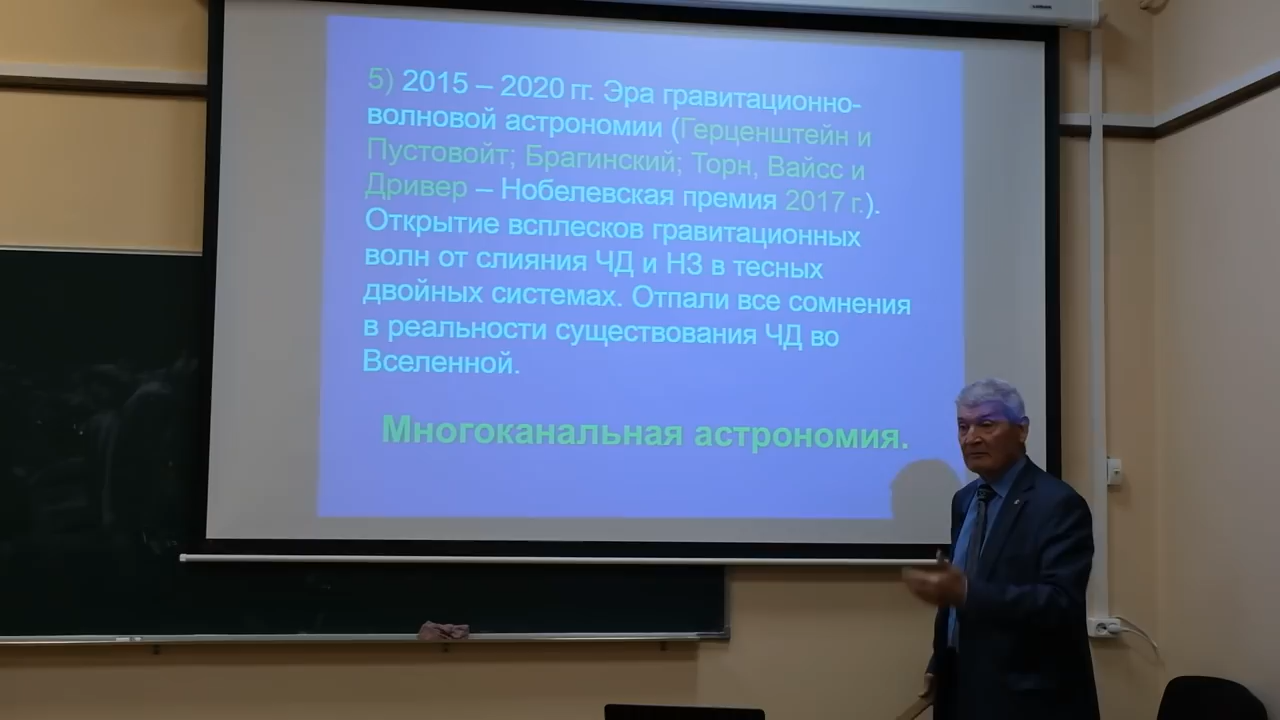 5) 2015 – 2020 гг. Эра гравитационно-
волновой астрономии (Герценштейн и
Пустовойт; Брагинский; Торн, Вайсс и
Дривер – Нобелевская премия 2017 г.).
Открытие всплесков гравитационных
волн от слияния ЧД и НЗ в тесных
двойных системах. Отпали все сомнения
в реальности существования ЧД во
Вселенной.
Многоканальная астрономия.